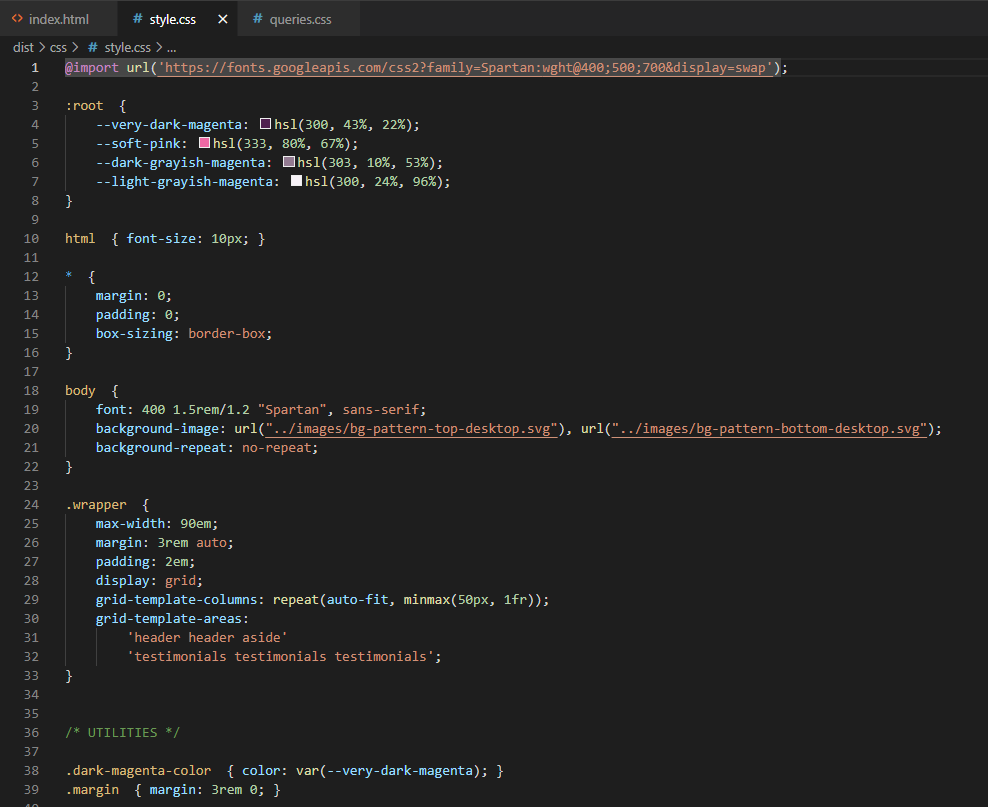 index.html
style.css
queries.css
dist > css > # style.css > ...
1 @import url('https://fonts.googleapis.com/css2?family=Spartan:wght@400;500;700&display=swap');
2
3 :root  {
4     --very-dark-magenta: hsl(300, 43%, 22%);
5     --soft-pink: hsl(333, 80%, 67%);
6     --dark-grayish-magenta: hsl(303, 10%, 53%);
7     --light-grayish-magenta: hsl(300, 24%, 96%);
8 }
9
10 html  { font-size: 10px; }
11
12 *  {
13     margin: 0;
14     padding: 0;
15     box-sizing: border-box;
16 }
17
18 body  {
19     font: 400 1.5rem/1.2 "Spartan", sans-serif;
20     background-image: url("../images/bg-pattern-top-desktop.svg"), url("../images/bg-pattern-bottom-desktop.svg");
21     background-repeat: no-repeat;
22 }
23
24 .wrapper  {
25     max-width: 90em;
26     margin: 3rem auto;
27     padding: 2em;
28     display: grid;
29     grid-template-columns: repeat(auto-fit, minmax(50px, 1fr));
30     grid-template-areas:
31         'header header aside'
32         'testimonials testimonials testimonials';
33 }
34
35
36 /* UTILITIES */
37
38 .dark-magenta-color  { color: var(--very-dark-magenta); }
39 .margin  { margin: 3rem 0; }